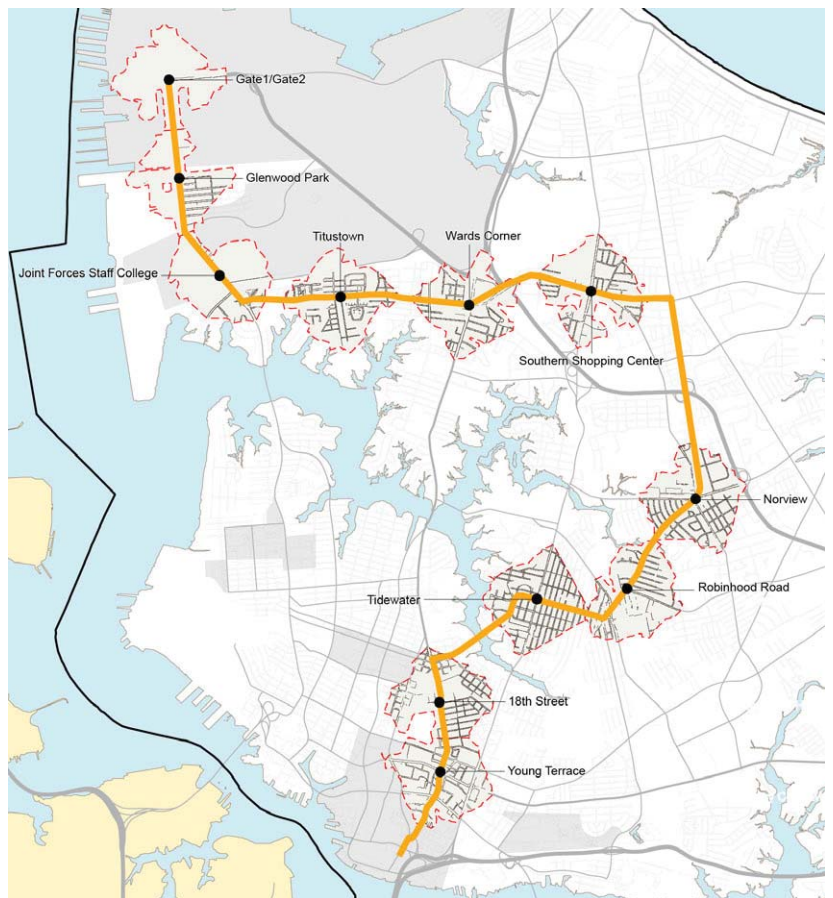 Gate1/Gate2
Glenwood Park
Titustown
Wards Corner
Joint Forces Staff College
Southern Shopping Center
Norview
Robinhood Road
Tidewater
18th Street
Young Terrace